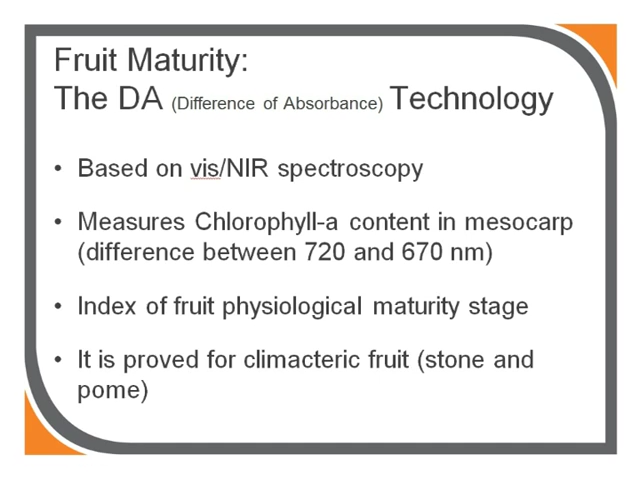 Fruit Maturity:
The DA (Difference of Absorbance) Technology
• Based on vis/NIR spectroscopy
• Measures Chlorophyll-a content in mesocarp
(difference between 720 and 670 nm)
• Index of fruit physiological maturity stage
• It is proved for climacteric fruit (stone and
pome)